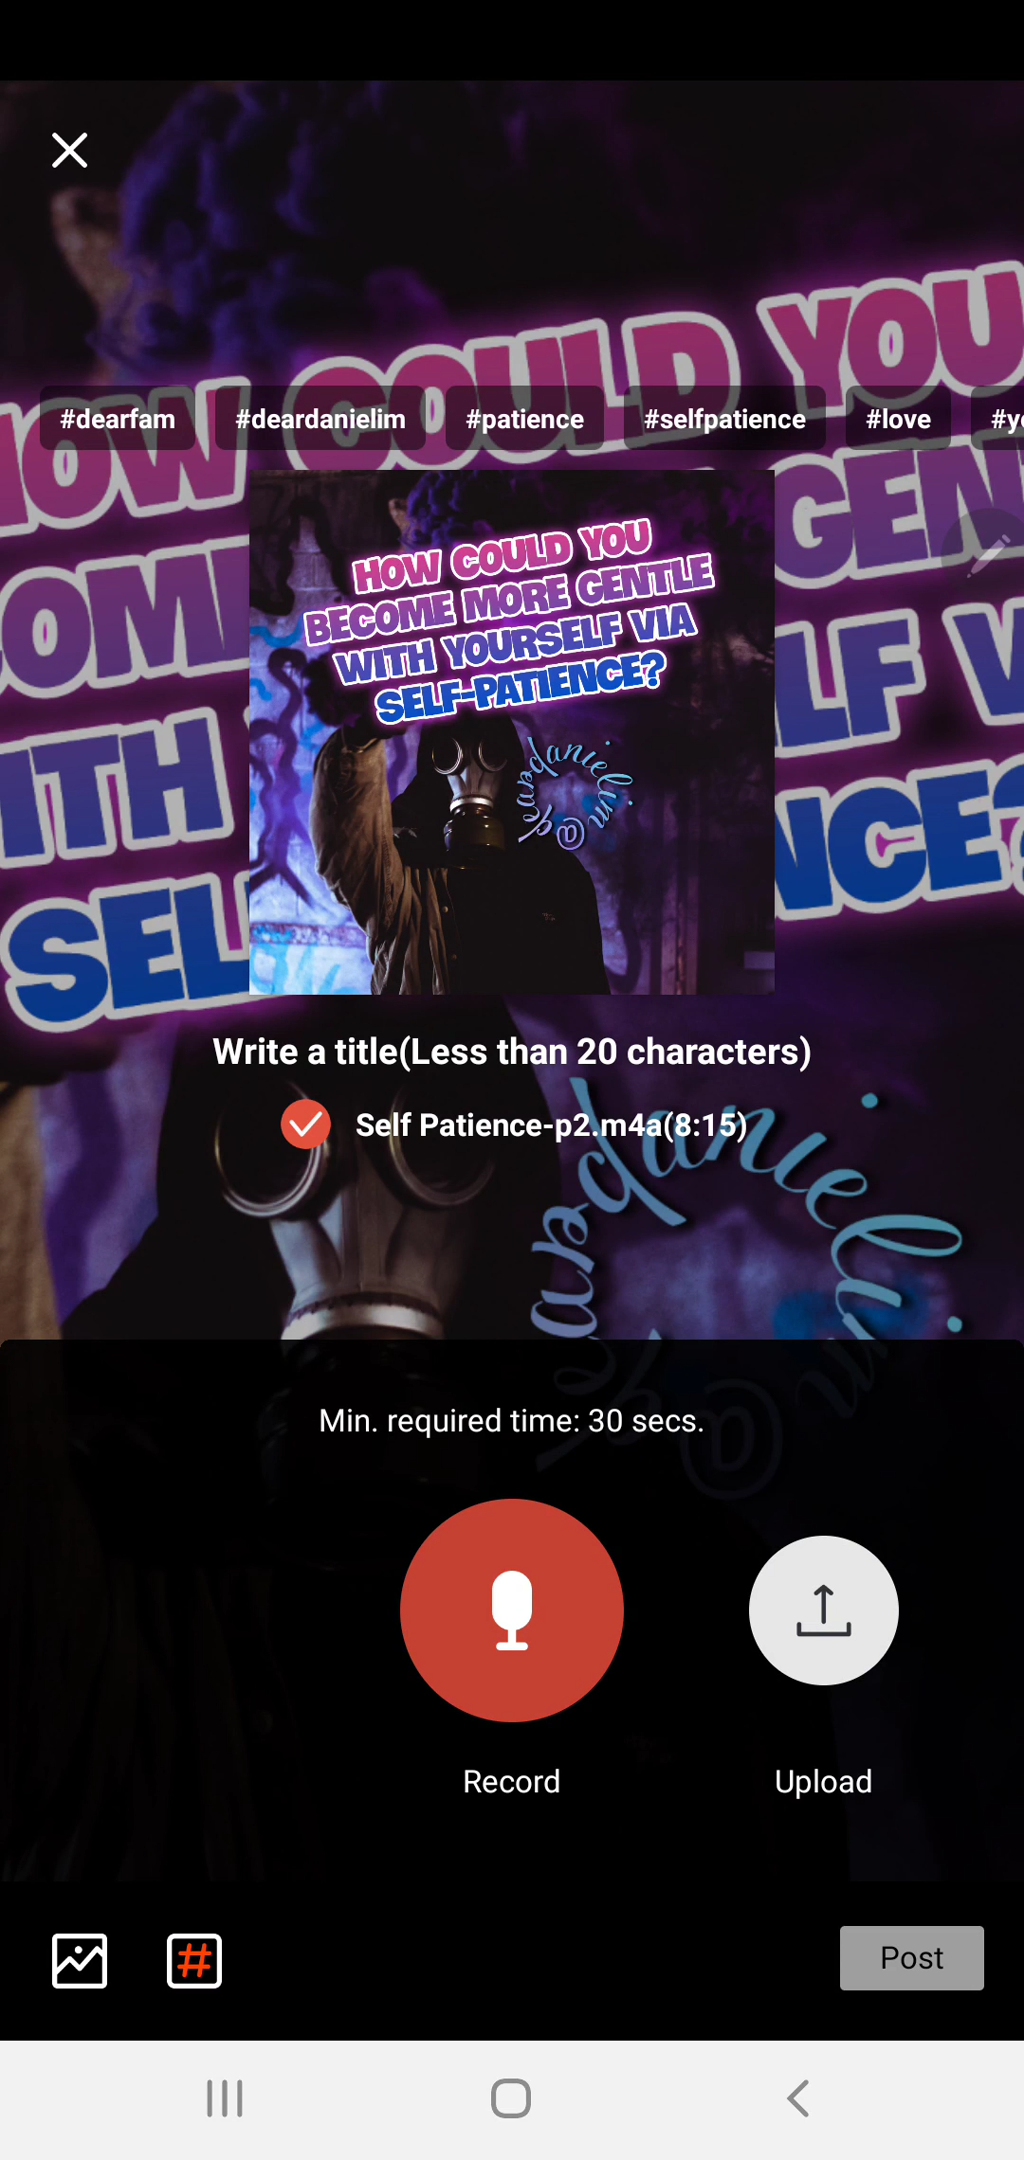 #dearfam #deardanielim #patience #selfpatience #love
HOW COULD YOU
BECOME MORE GENTLE
WITH YOURSELF VIA
SELF-PATIENCE?
@deardanielim
Write a title(Less than 20 characters)
Self Patience-p2.m4a(8:15)
Min. required time: 30 secs.
Record
Upload
#
Post